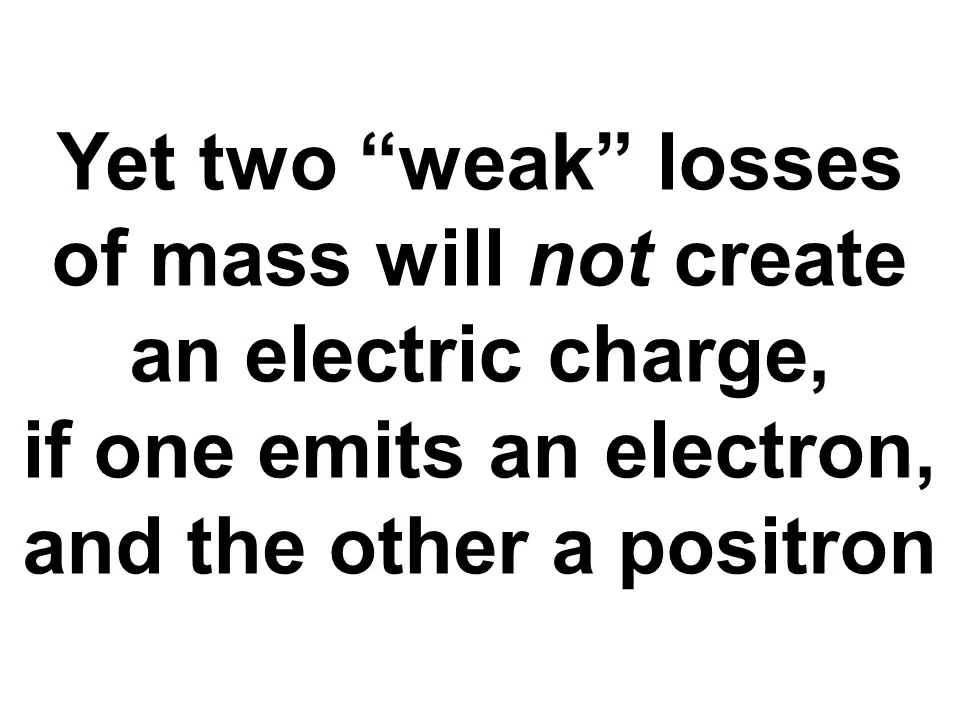 Yet two “weak” losses
of mass will not create
an electric charge,
if one emits an electron,
and the other a positron